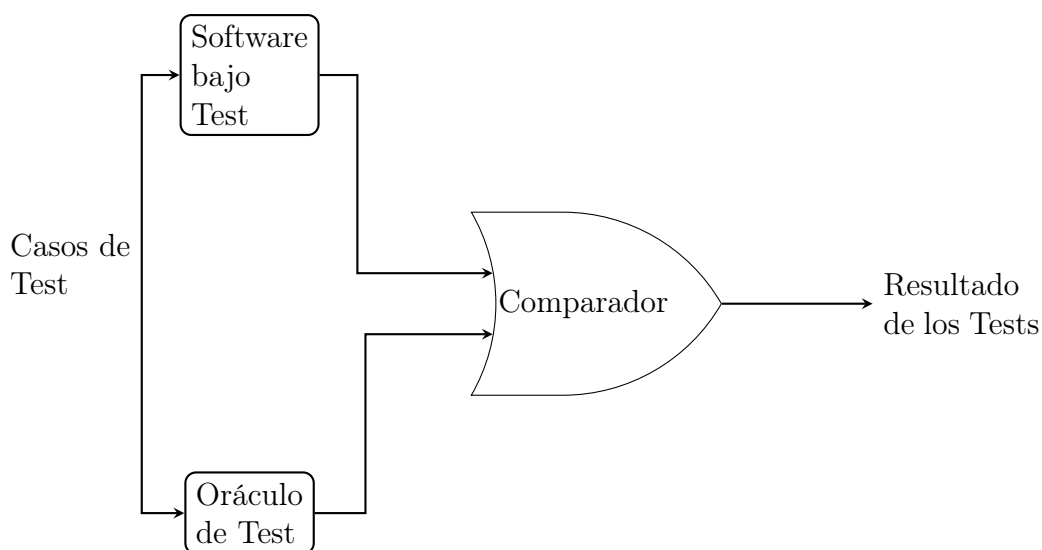 Software
bajo
Test
Casos de
Test
Comparador
Resultado
de los Tests
Oráculo
de Test